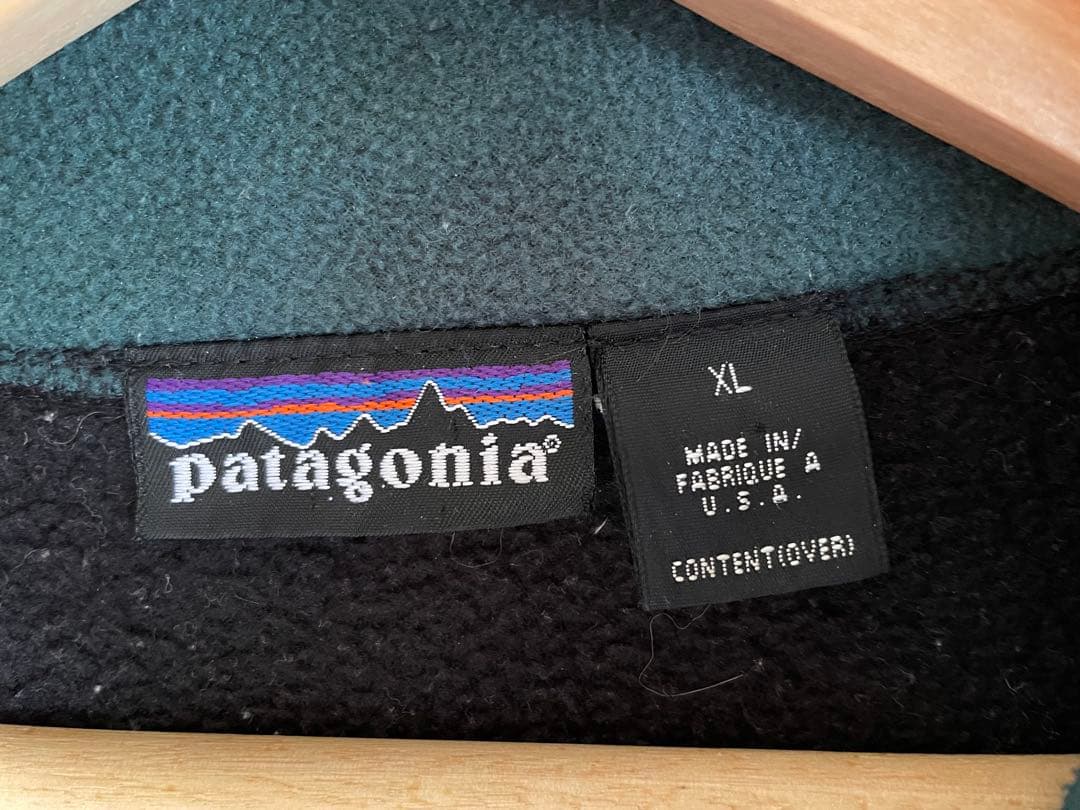 patagonia®
XL
MADE IN/
FABRIQUE A
U.S.A.
CONTENT(OVER)